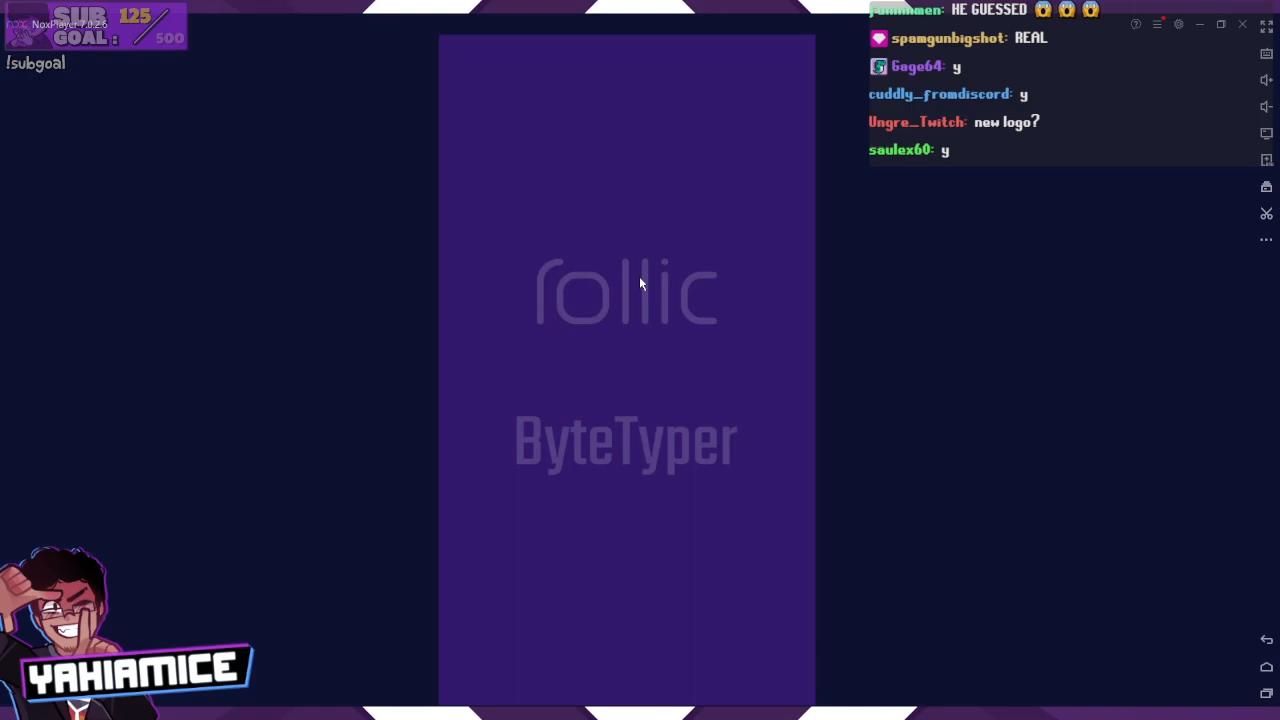 NoxPlayer 7.0.2.6
SUB
GOAL :
125
500
!subgoal
HE GUESSED 😱 😱 😱
spamgunbigshot: REAL
Gage64: y
cuddly_fromdiscord: y
Ungre_Twitch: new logo?
saulex60: y
rollic
ByteTyper
YAHIAMICE